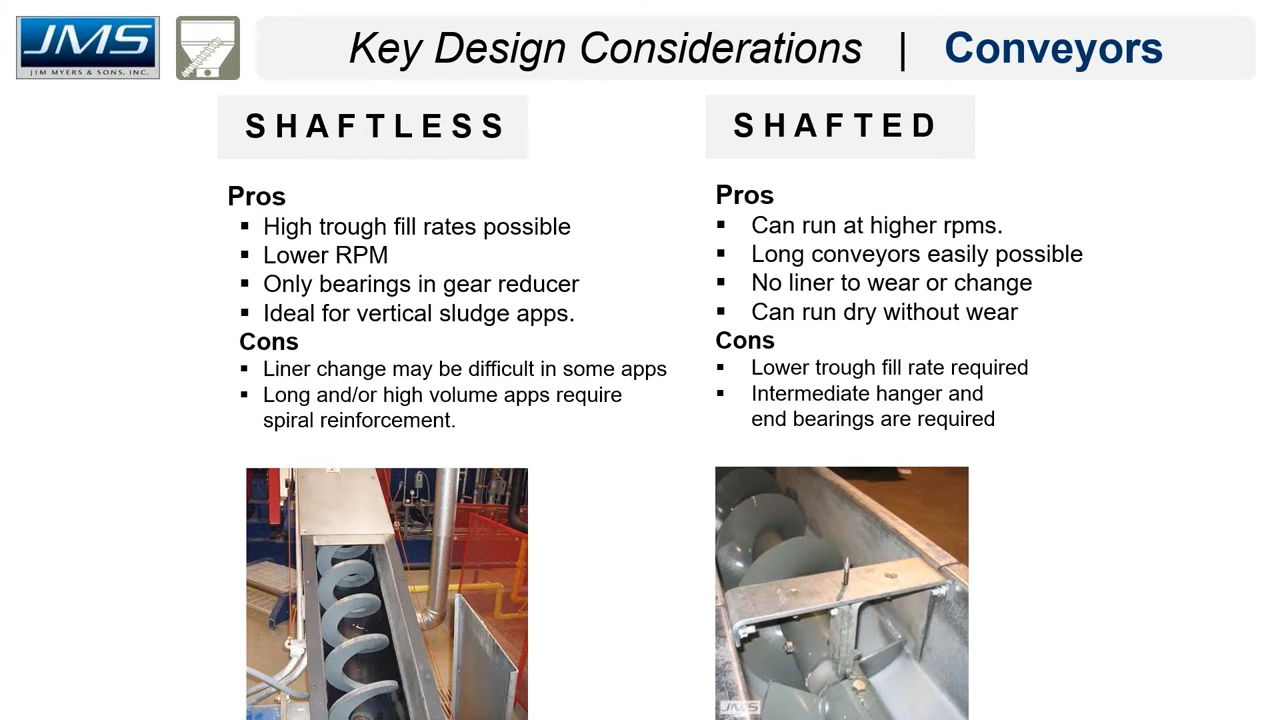 JMS
JIM MYERS & SONS, INC.
Key Design Considerations | Conveyors
SHAFTLESS
Pros
▪ High trough fill rates possible
▪ Lower RPM
▪ Only bearings in gear reducer
▪ Ideal for vertical sludge apps.
Cons
▪ Liner change may be difficult in some apps
▪ Long and/or high volume apps require
spiral reinforcement.
SHAFTED
Pros
▪ Can run at higher rpms.
▪ Long conveyors easily possible
▪ No liner to wear or change
▪ Can run dry without wear
Cons
▪ Lower trough fill rate required
▪ Intermediate hanger and
end bearings are required
JMS